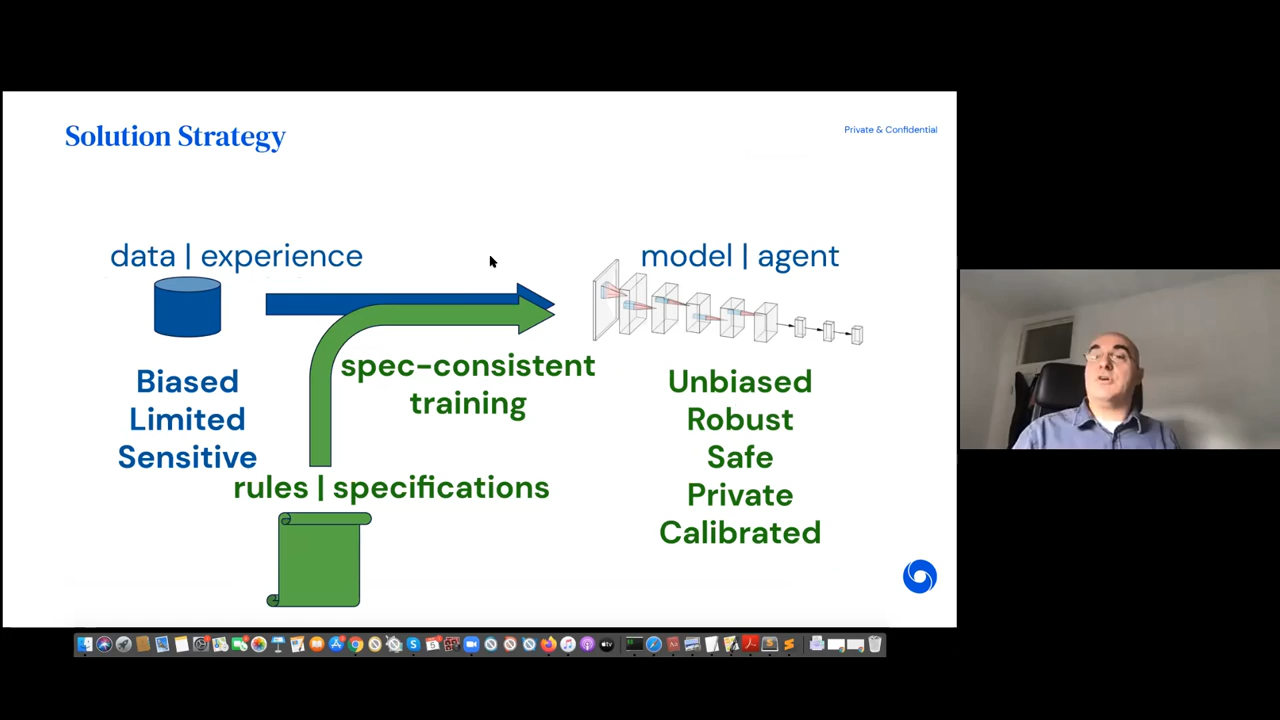 Solution Strategy
Private & Confidential
data | experience
model | agent
spec-consistent
training
Biased
Limited
Sensitive
Unbiased
Robust
Safe
Private
Calibrated
rules | specifications